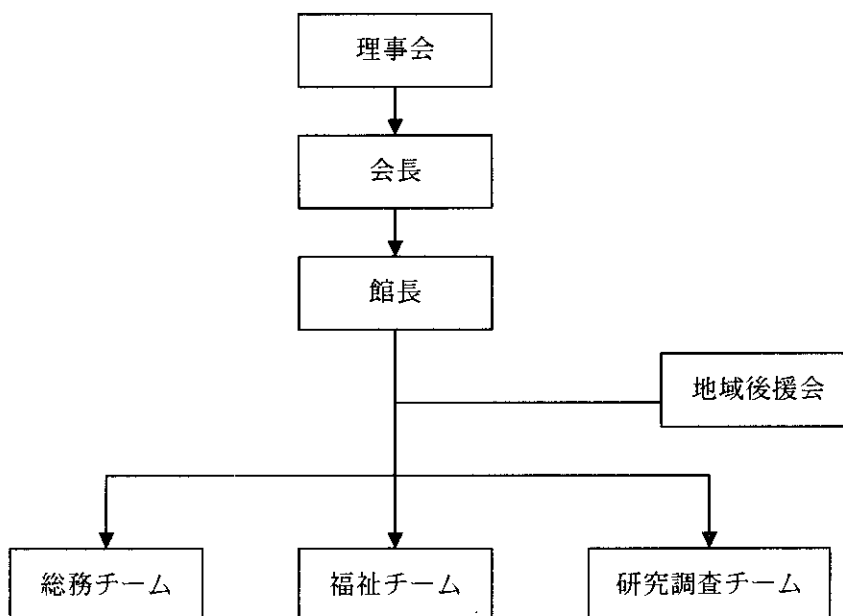 理事会
会長
館長
地域後援会
総務チーム
福祉チーム
研究調査チーム